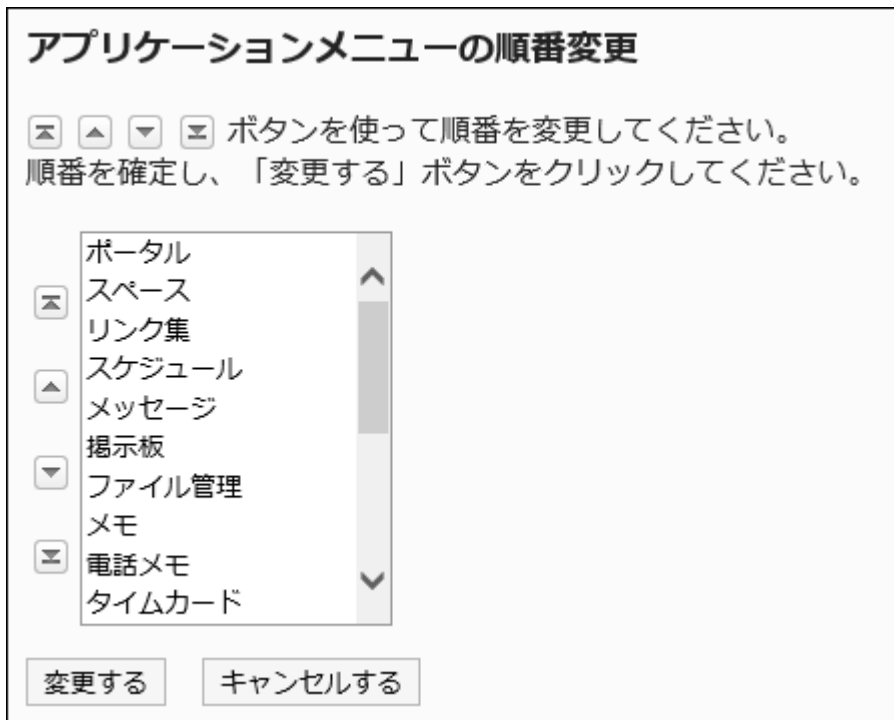 アプリケーションメニューの順番変更
ボタンを使って順番を変更してください。
順番を確定し、「変更する」ボタンをクリックしてください。
ポータル
スペース
リンク集
スケジュール
メッセージ
掲示板
ファイル管理
メモ
電話メモ
タイムカード
変更する
キャンセルする